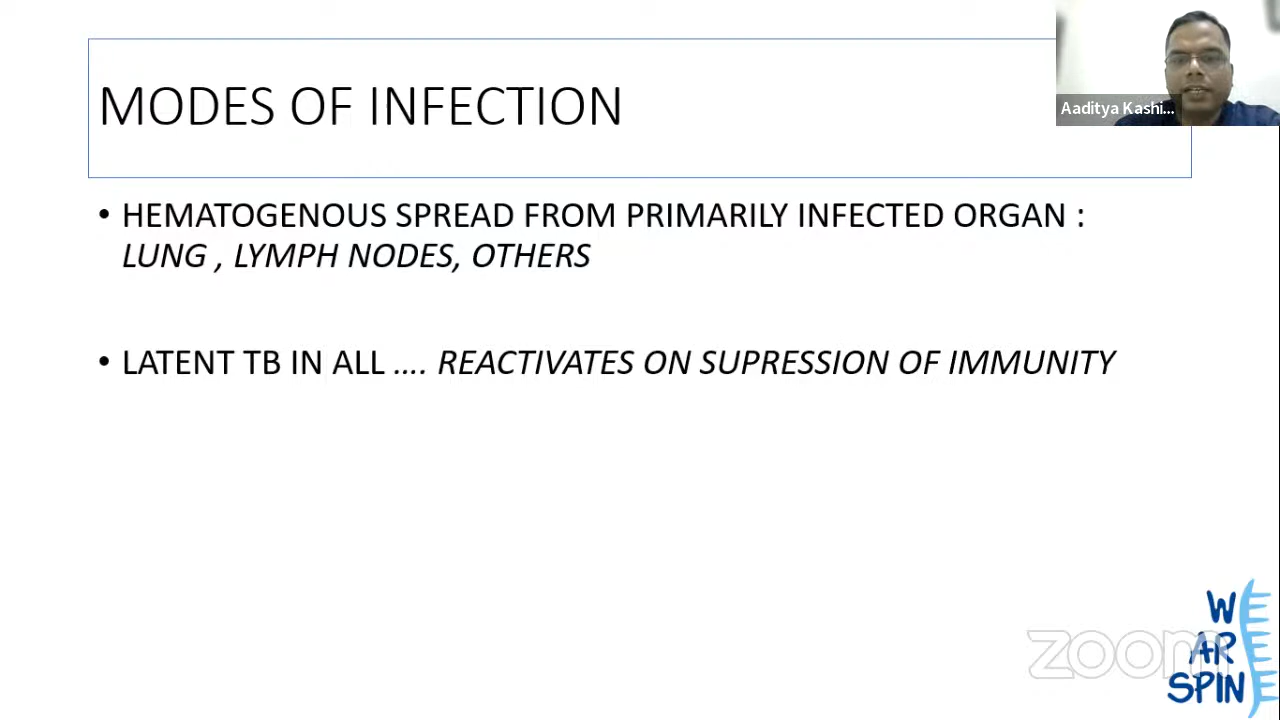 MODES OF INFECTION
Aaditya Kashi...
• HEMATOGENOUS SPREAD FROM PRIMARILY INFECTED ORGAN :
LUNG , LYMPH NODES, OTHERS
• LATENT TB IN ALL .... REACTIVATES ON SUPRESSION OF IMMUNITY
zoom
W
AR
SPIN